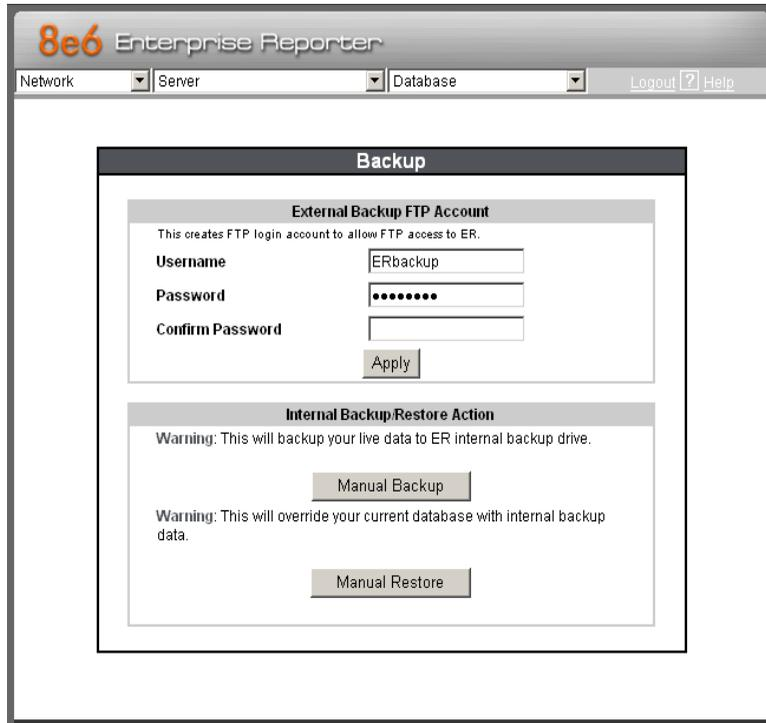 8e6 Enterprise Reporter
Network Server Database Logout ? Help
Backup
External Backup FTP Account
This creates FTP login account to allow FTP access to ER.
Username ERbackup
Password ••••••••
Confirm Password
Apply
Internal Backup/Restore Action
Warning: This will backup your live data to ER internal backup drive.
Manual Backup
Warning: This will override your current database with internal backup
data.
Manual Restore